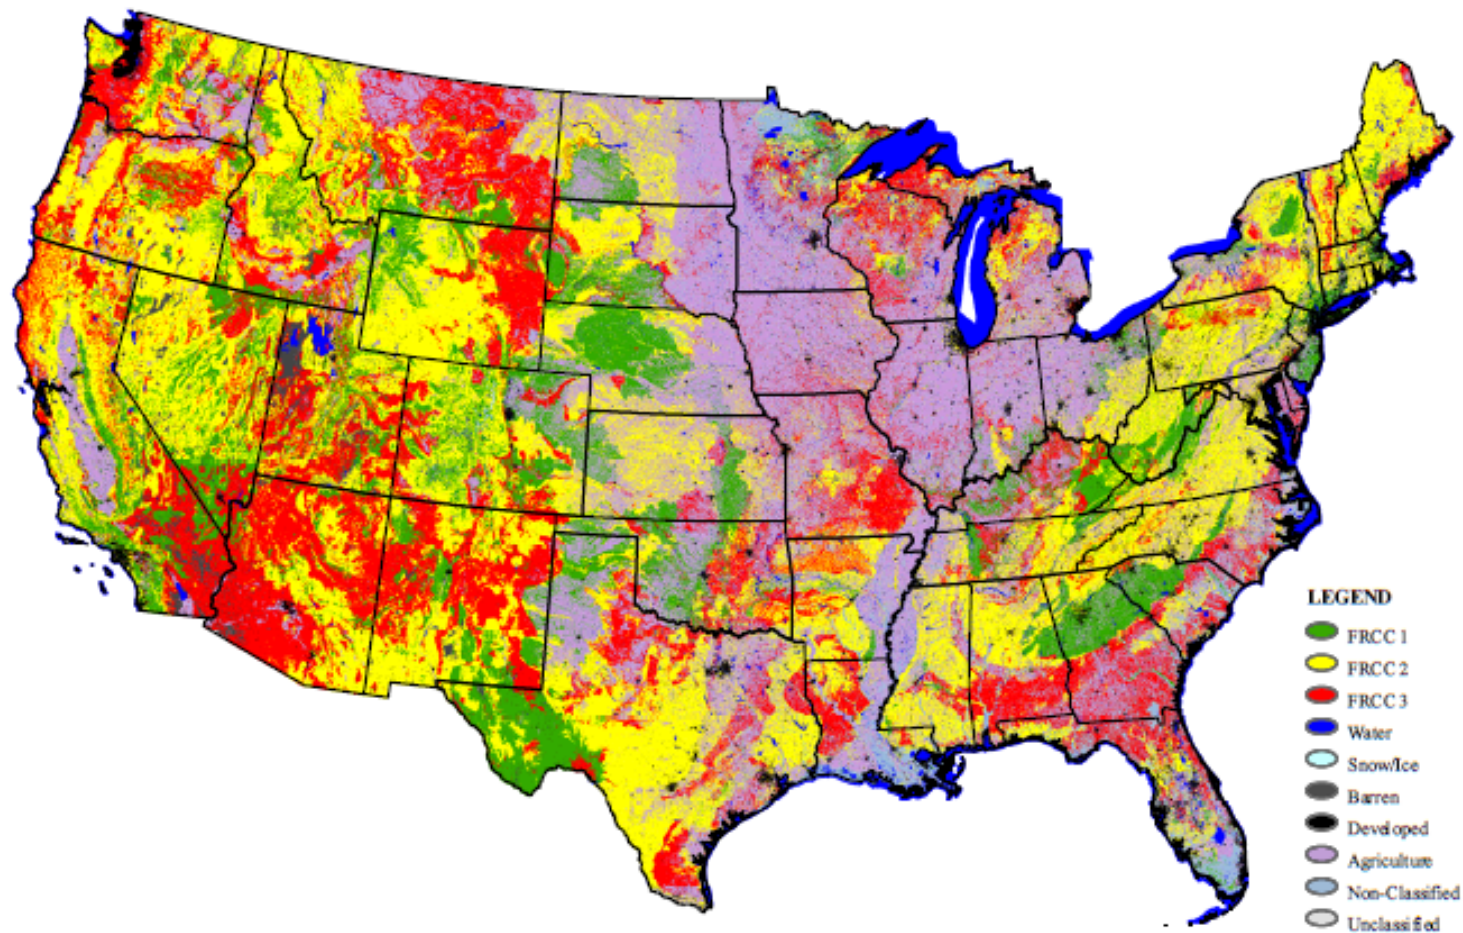 LEGEND
FRCC 1
FRCC 2
FRCC 3
Water
Snow/Ice
Barren
Developed
Agriculture
Non-Classified
Unclassified